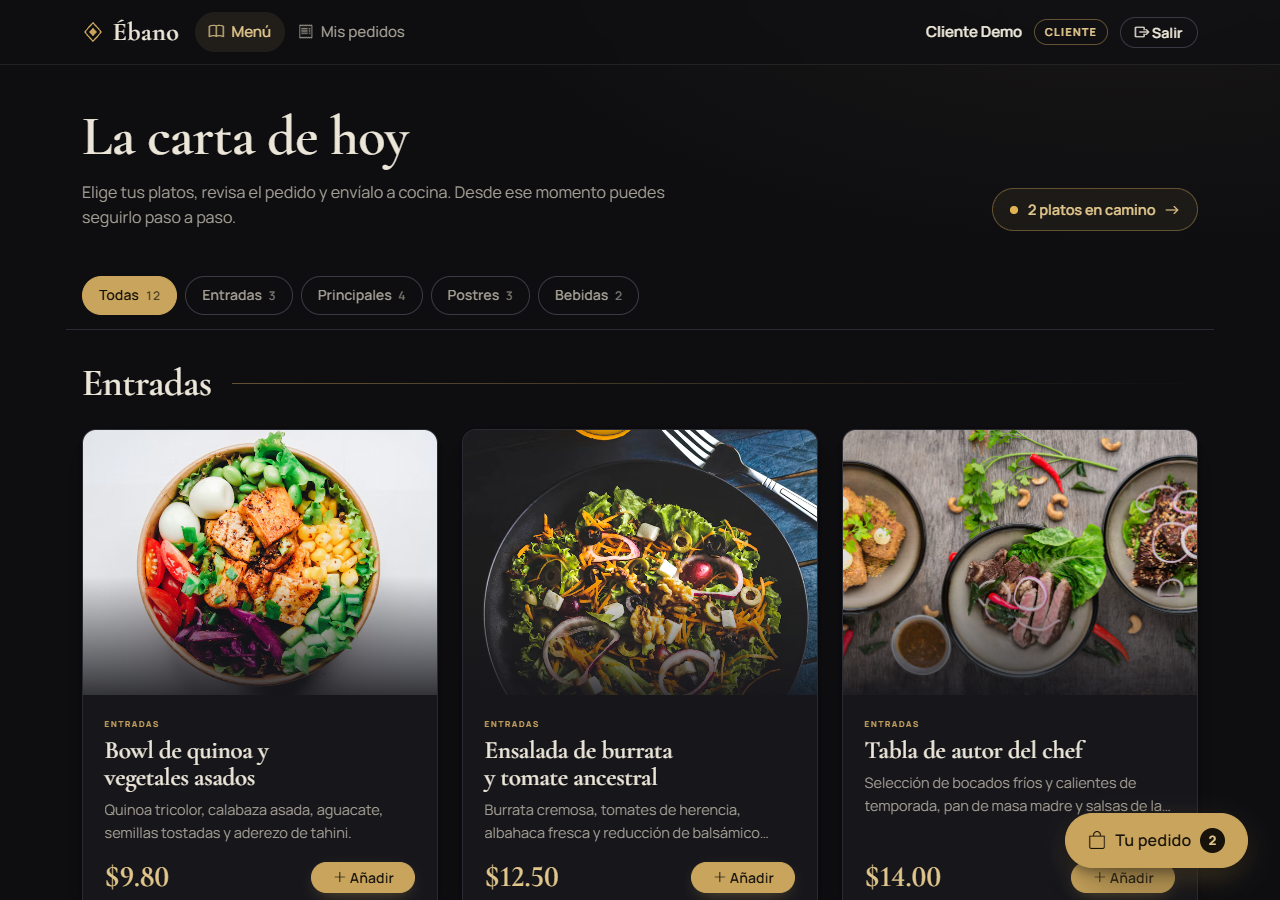 Ébano
Menú
Mis pedidos
Cliente Demo
CLIENTE
Salir
La carta de hoy
Elige tus platos, revisa el pedido y envíalo a cocina. Desde ese momento puedes
seguirlo paso a paso.
2 platos en camino →
Todas 12
Entradas 3
Principales 4
Postres 3
Bebidas 2
Entradas
ENTRADAS
Bowl de quinoa y
vegetales asados
Quinoa tricolor, calabaza asada, aguacate,
semillas tostadas y aderezo de tahini.
$9.80
+ Añadir
ENTRADAS
Ensalada de burrata
y tomate ancestral
Burrata cremosa, tomates de herencia,
albahaca fresca y reducción de balsámico…
$12.50
+ Añadir
ENTRADAS
Tabla de autor del chef
Selección de bocados fríos y calientes de
temporada, pan de masa madre y salsas de la…
$14.00
+ Añadir
Tu pedido 2